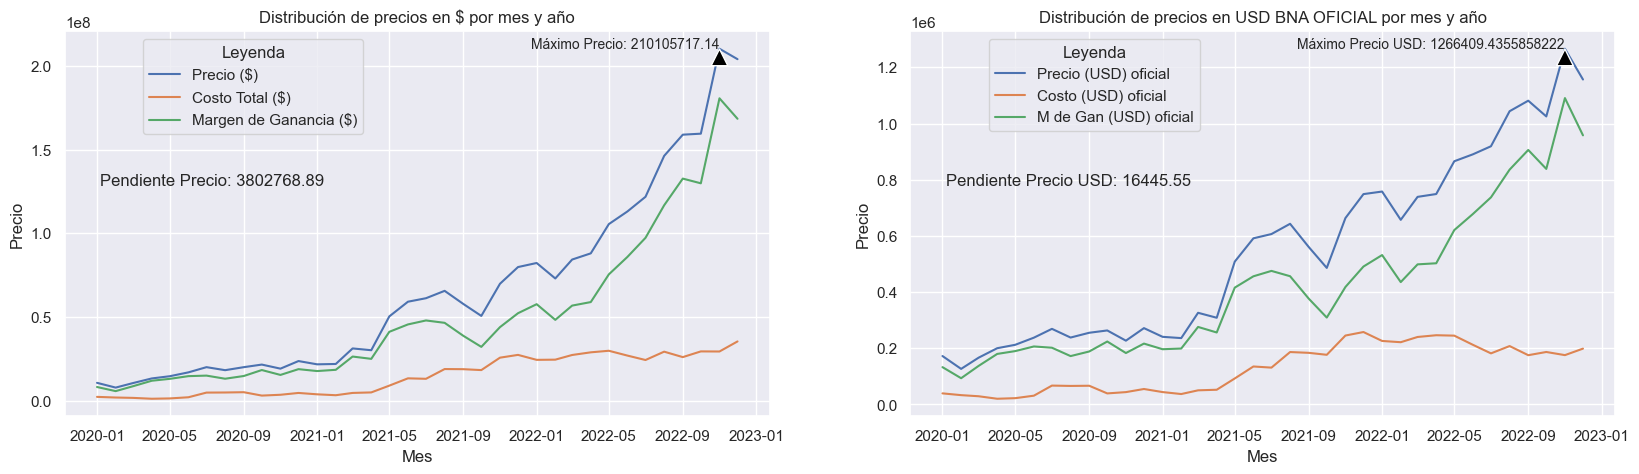 Distribución de precios en $ por mes y año
1e8
Máximo Precio: 210105717.14
Leyenda
Precio ($)
Costo Total ($)
Margen de Ganancia ($)
Pendiente Precio: 3802768.89
2.0
1.5
1.0
0.5
0.0
Precio
2020-01 2020-05 2020-09 2021-01 2021-05 2021-09 2022-01 2022-05 2022-09 2023-01
Mes
Distribución de precios en USD BNA OFICIAL por mes y año
1e6
Máximo Precio USD: 1266409.4355858222
Leyenda
Precio (USD) oficial
Costo (USD) oficial
M de Gan (USD) oficial
Pendiente Precio USD: 16445.55
1.2
1.0
0.8
0.6
0.4
0.2
0.0
Precio
2020-01 2020-05 2020-09 2021-01 2021-05 2021-09 2022-01 2022-05 2022-09 2023-01
Mes